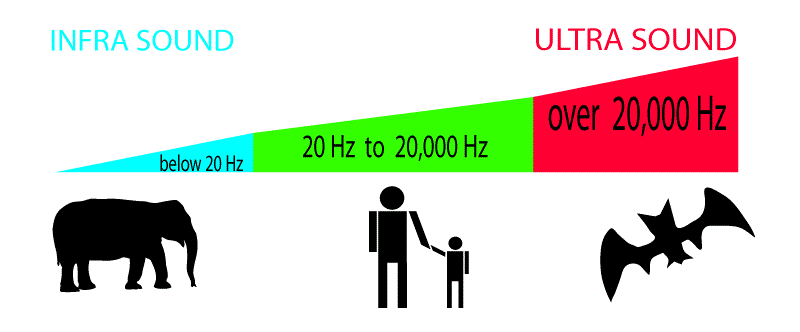 INFRA SOUND
ULTRA SOUND
below 20 Hz
20 Hz to 20,000 Hz
over 20,000 Hz